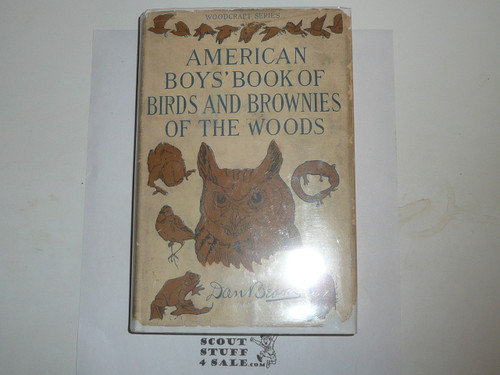 WOODCRAFT SERIES
AMERICAN
BOYS' BOOK OF
BIRDS AND BROWNIES
OF THE WOODS
Dan Beard
SCOUT
STUFF
4 SALE.COM